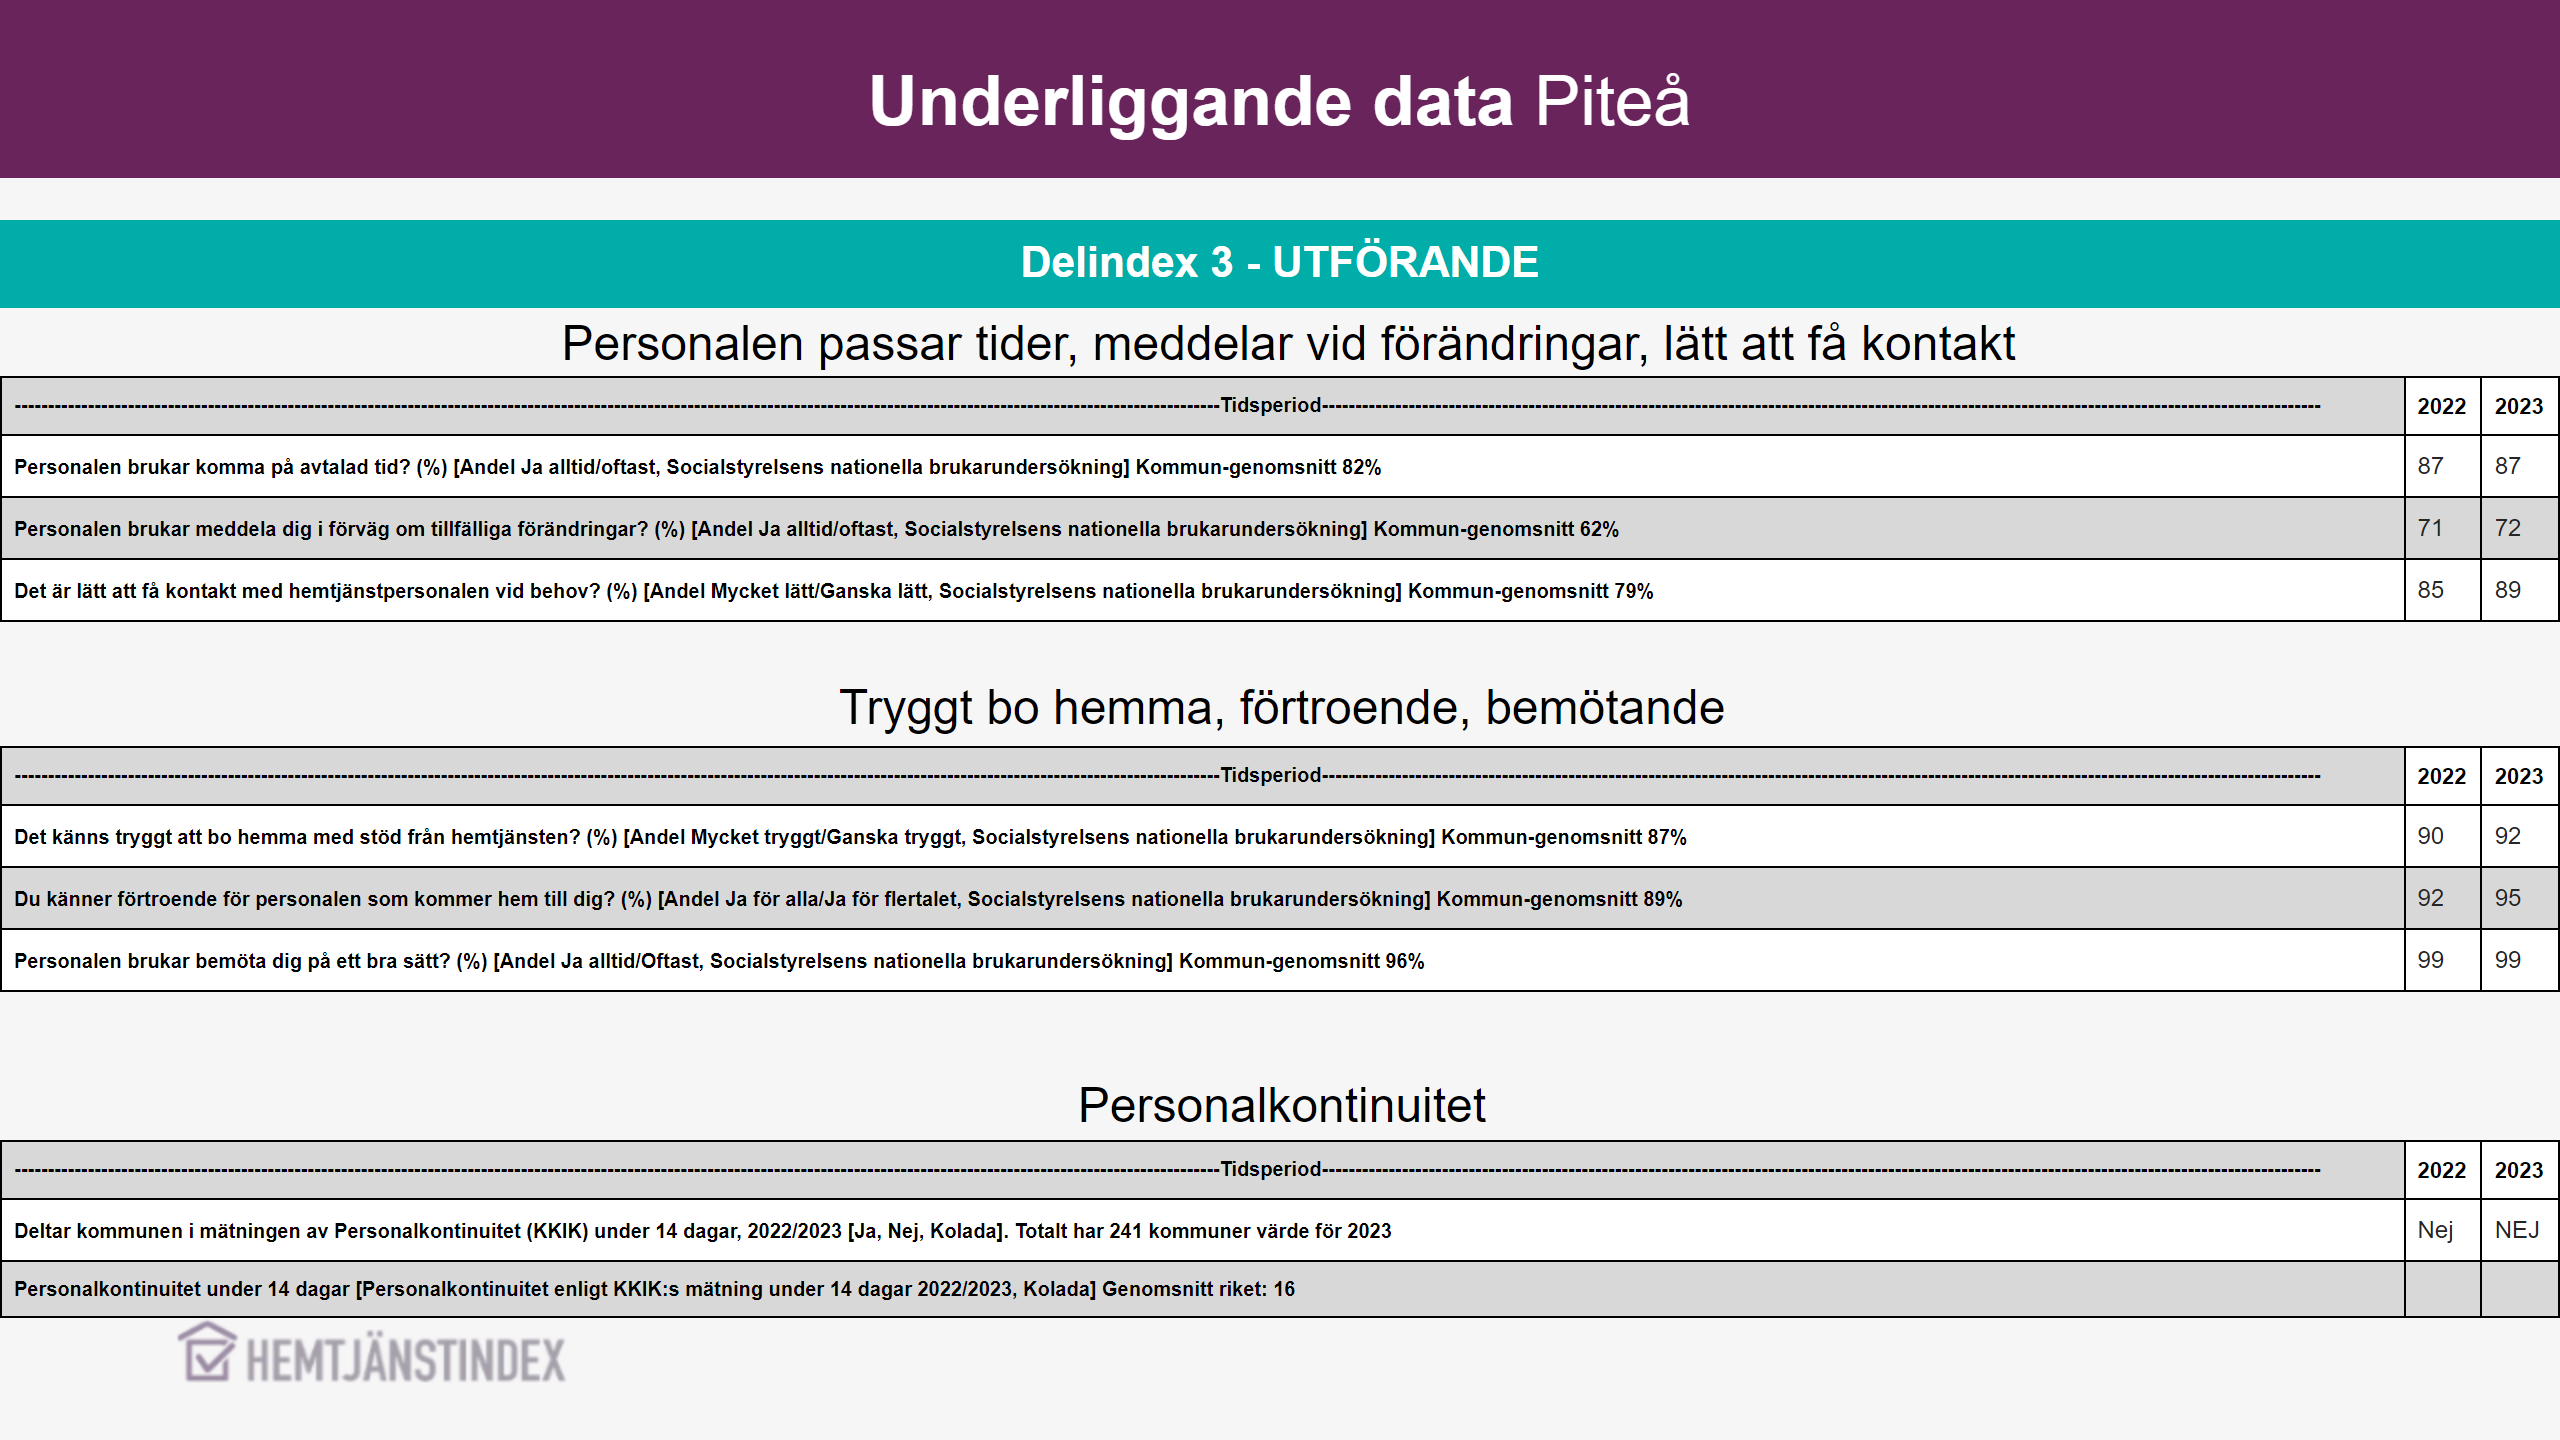 Underliggande data Piteå
Delindex 3 - UTFÖRANDE
Personalen passar tider, meddelar vid förändringar, lätt att få kontakt
Tidsperiod 2022 2023
Personalen brukar komma på avtalad tid? (%) [Andel Ja alltid/oftast, Socialstyrelsens nationella brukarundersökning] Kommun-genomsnitt 82% 87 87
Personalen brukar meddela dig i förväg om tillfälliga förändringar? (%) [Andel Ja alltid/oftast, Socialstyrelsens nationella brukarundersökning] Kommun-genomsnitt 62% 71 72
Det är lätt att få kontakt med hemtjänstpersonalen vid behov? (%) [Andel Mycket lätt/Ganska lätt, Socialstyrelsens nationella brukarundersökning] Kommun-genomsnitt 79% 85 89
Tryggt bo hemma, förtroende, bemötande
Tidsperiod 2022 2023
Det känns tryggt att bo hemma med stöd från hemtjänsten? (%) [Andel Mycket tryggt/Ganska tryggt, Socialstyrelsens nationella brukarundersökning] Kommun-genomsnitt 87% 90 92
Du känner förtroende för personalen som kommer hem till dig? (%) [Andel Ja för alla/Ja för flertalet, Socialstyrelsens nationella brukarundersökning] Kommun-genomsnitt 89% 92 95
Personalen brukar bemöta dig på ett bra sätt? (%) [Andel Ja alltid/Oftast, Socialstyrelsens nationella brukarundersökning] Kommun-genomsnitt 96% 99 99
Personalkontinuitet
Tidsperiod 2022 2023
Deltar kommunen i mätningen av Personalkontinuitet (KKIK) under 14 dagar, 2022/2023 [Ja, Nej, Kolada]. Totalt har 241 kommuner värde för 2023 Nej NEJ
Personalkontinuitet under 14 dagar [Personalkontinuitet enligt KKIK:s mätning under 14 dagar 2022/2023, Kolada] Genomsnitt riket: 16
HEMTJÄNSTINDEX